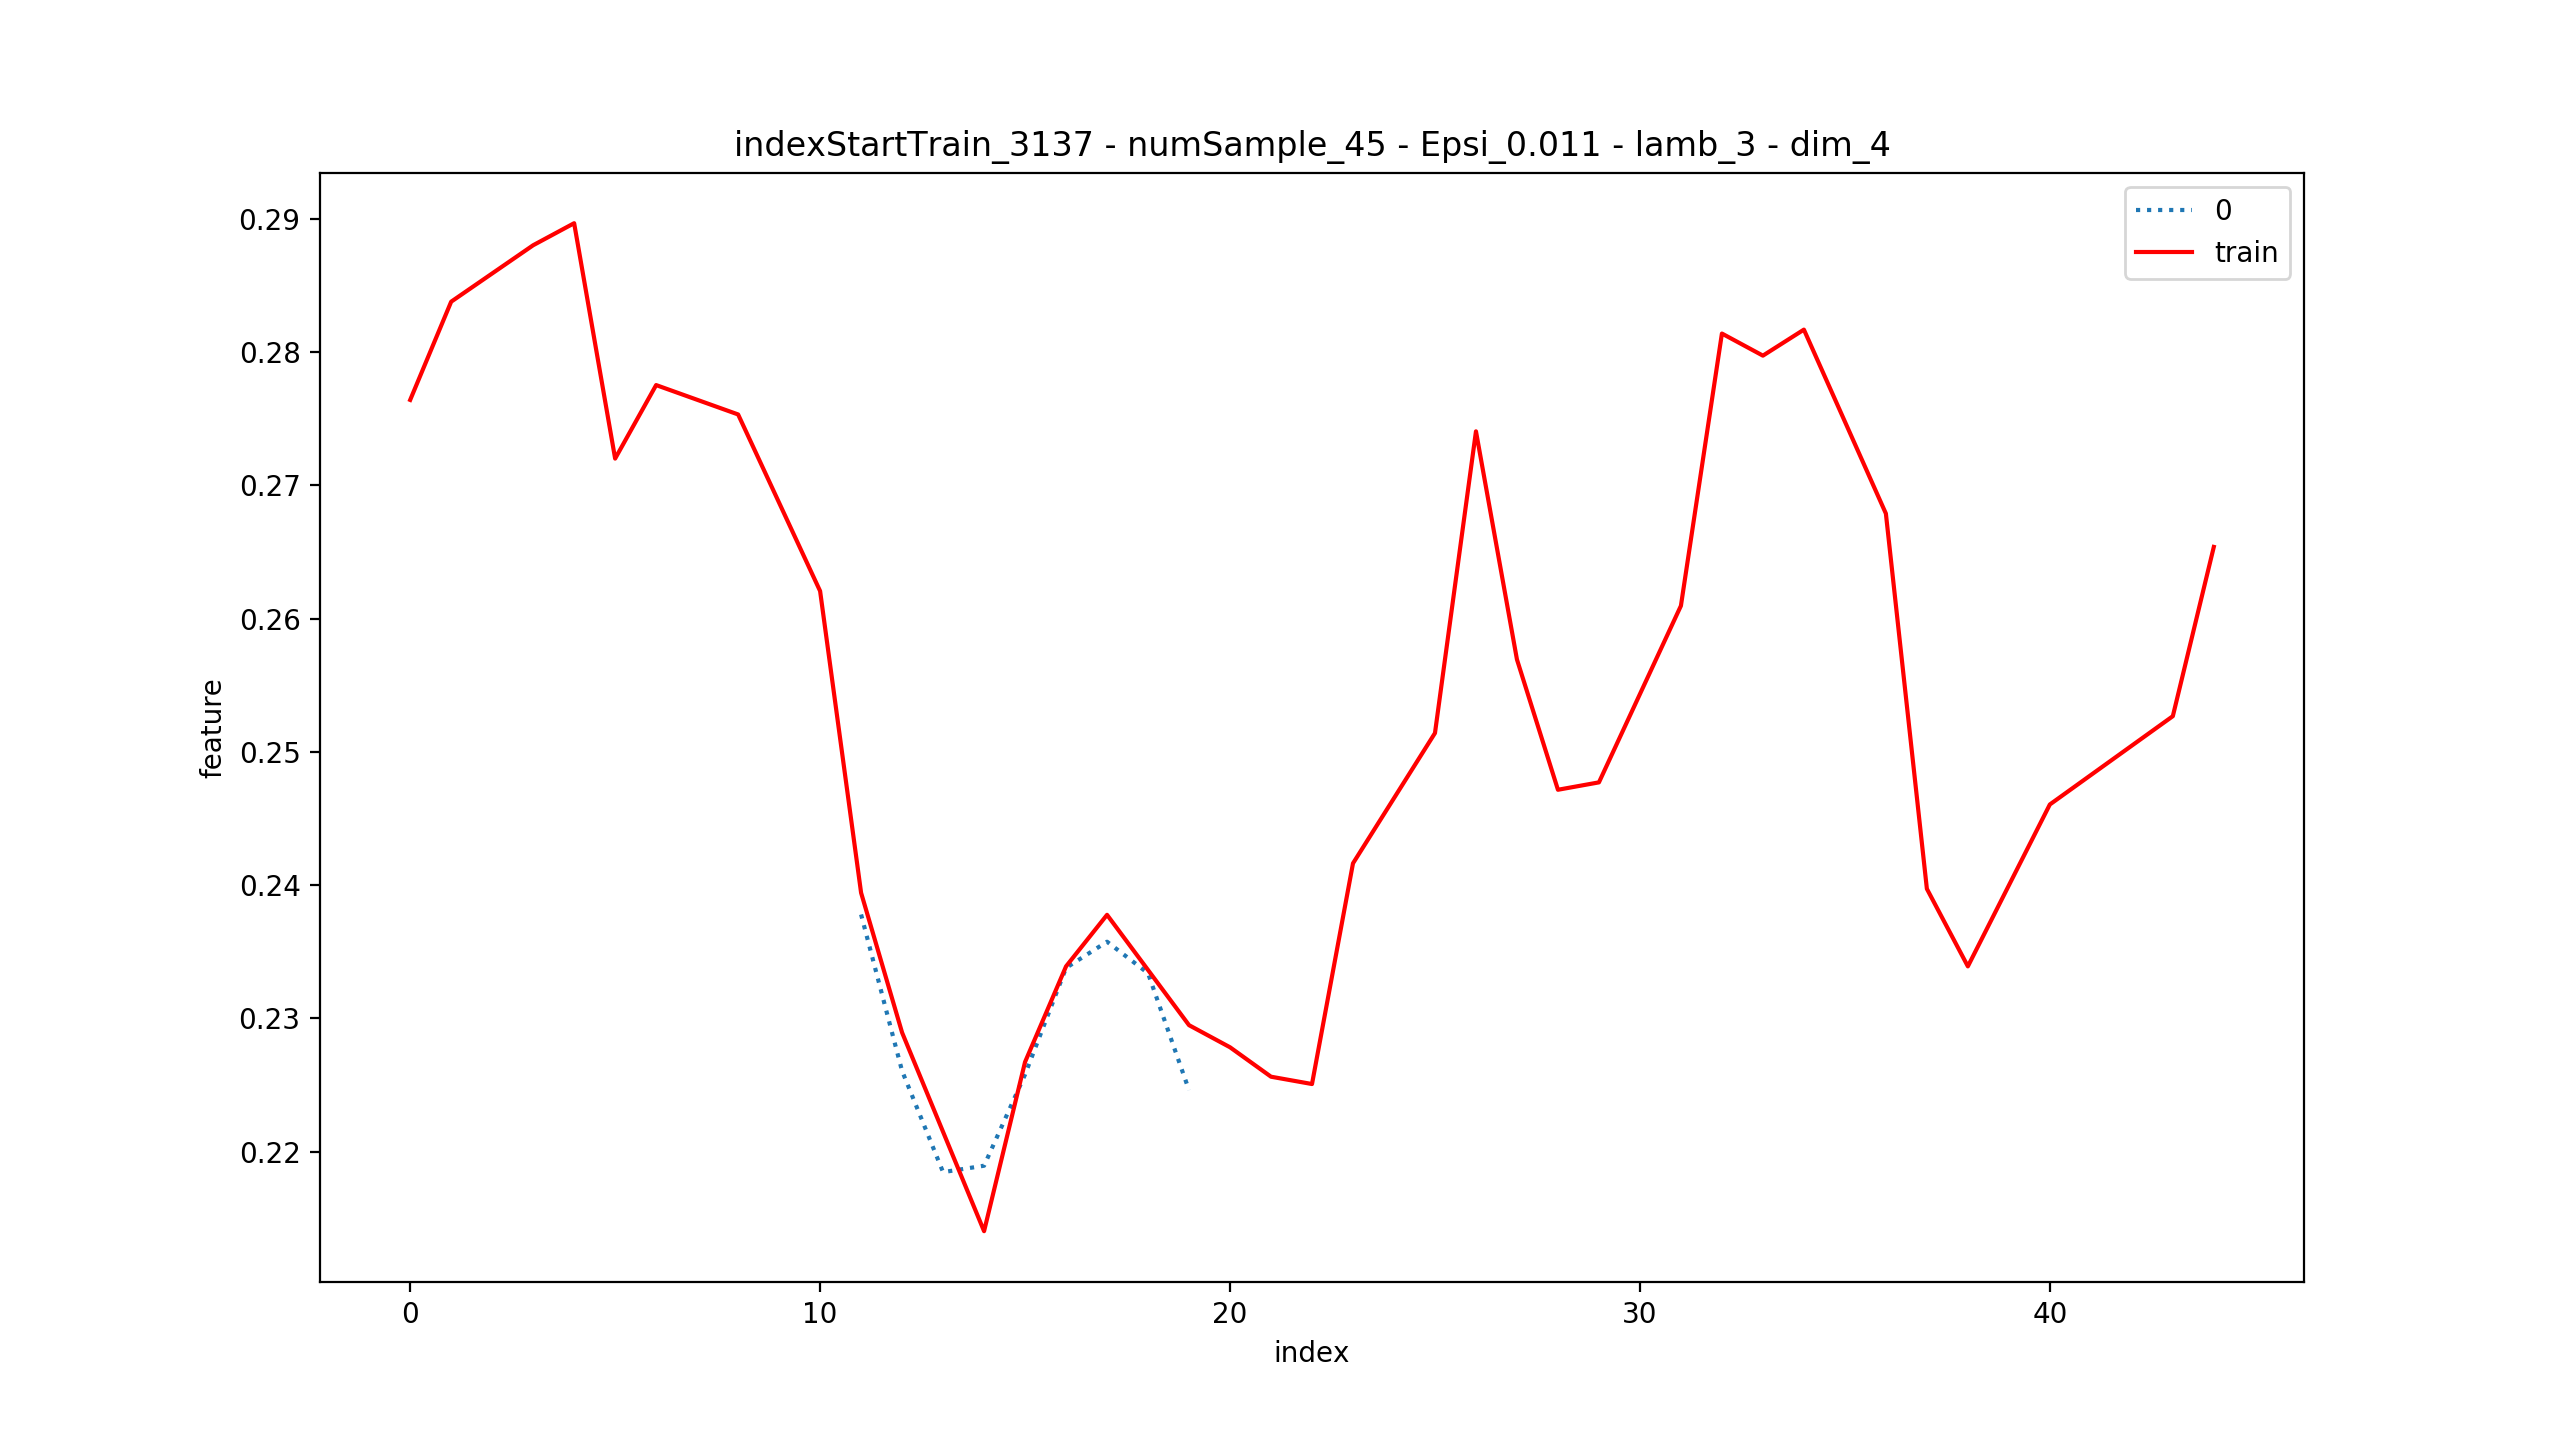 indexStartTrain_3137 - numSample_45 - Epsi_0.011 - lamb_3 - dim_4
0
train
0.29
0.28
0.27
0.26
0.25
0.24
0.23
0.22
feature
0 10 20 30 40
index